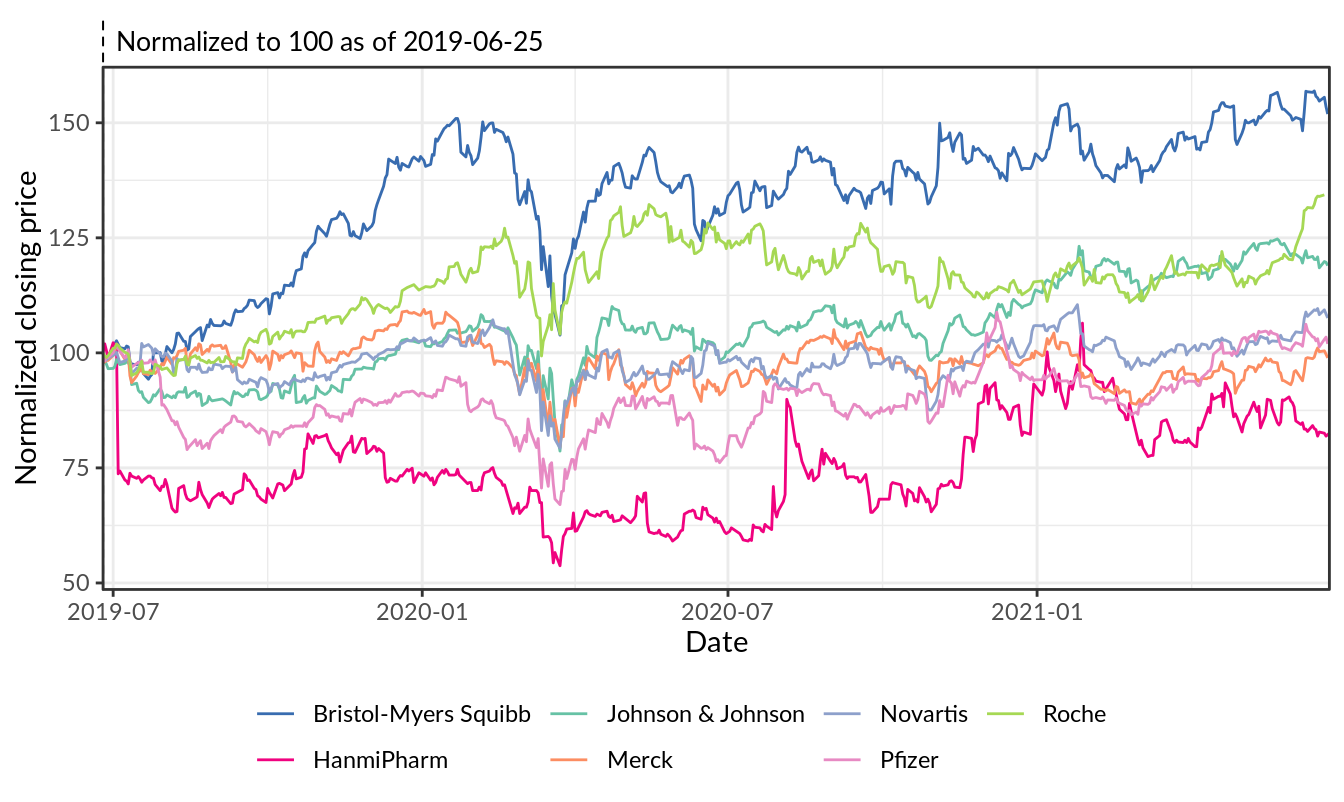 Normalized to 100 as of 2019-06-25
Normalized closing price
150
125
100
75
50
2019-07 2020-01 2020-07 2021-01
Date
Bristol-Myers Squibb Johnson & Johnson Novartis Roche
HanmiPharm Merck Pfizer